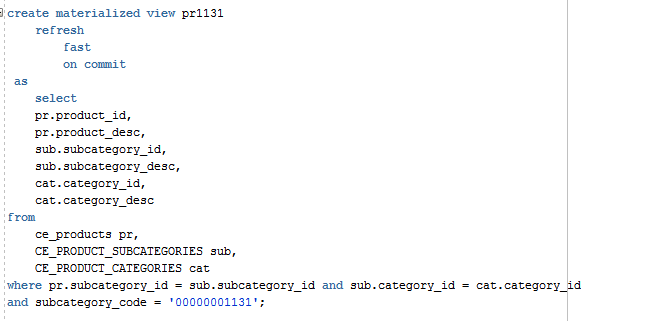 create materialized view pr1131
refresh
fast
on commit
as
select
pr.product_id,
pr.product_desc,
sub.subcategory_id,
sub.subcategory_desc,
cat.category_id,
cat.category_desc
from
ce_products pr,
CE_PRODUCT_SUBCATEGORIES sub,
CE_PRODUCT_CATEGORIES cat
where pr.subcategory_id = sub.subcategory_id and sub.category_id = cat.category_id
and subcategory_code = '00000001131';